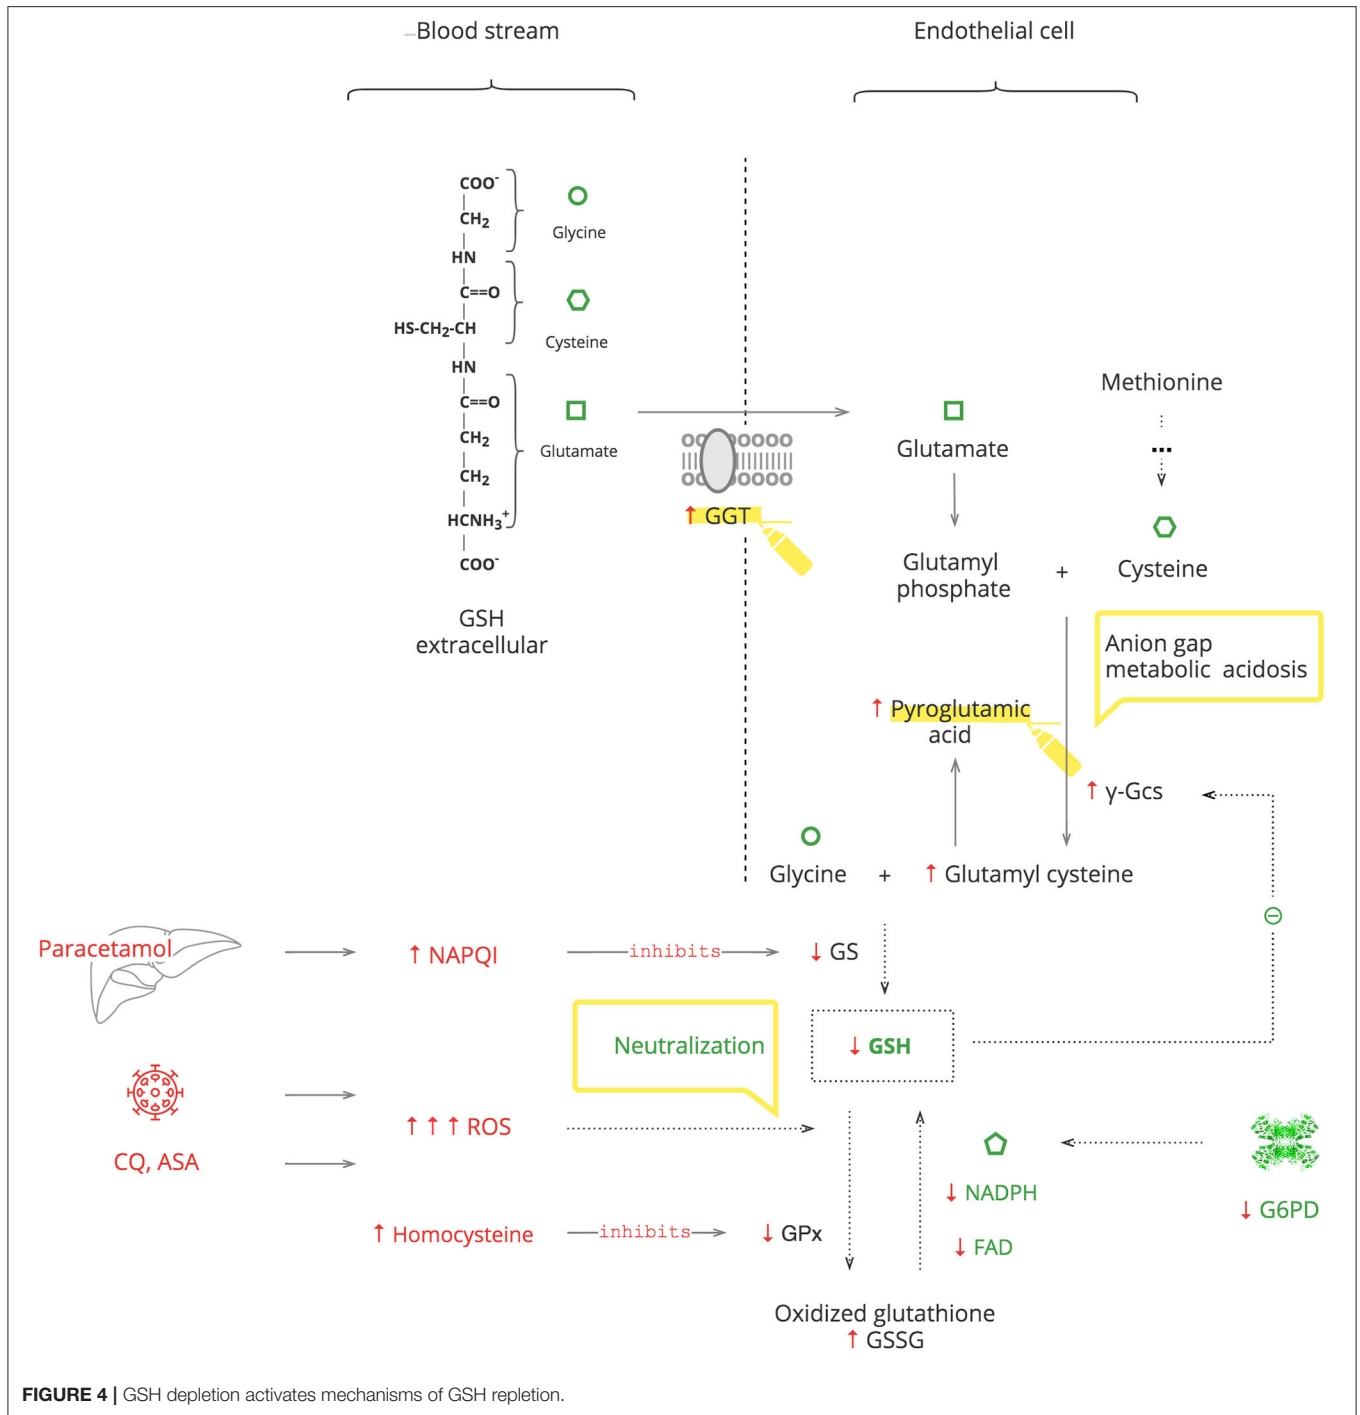 Blood stream
Endothelial cell
COO-
CH2
Glycine
HN
C==O
HS-CH2-CH
Cysteine
HN
C==O
CH2
Glutamate
CH2
HCNH3+
COO-
GSH
extracellular
↑ GGT
Glutamate
Methionine
...
Glutamyl
phosphate
+
Cysteine
Anion gap
metabolic acidosis
↑ Pyroglutamic
acid
↑ γ-Gcs
Glycine + ↑ Glutamyl cysteine
Paracetamol
↑ NAPQI
inhibits
↓ GS
Neutralization
↓ GSH
↑ ↑ ↑ ROS
CQ, ASA
↓ NADPH
↓ G6PD
↑ Homocysteine
inhibits
↓ GPx
↓ FAD
Oxidized glutathione
↑ GSSG
FIGURE 4 | GSH depletion activates mechanisms of GSH repletion.